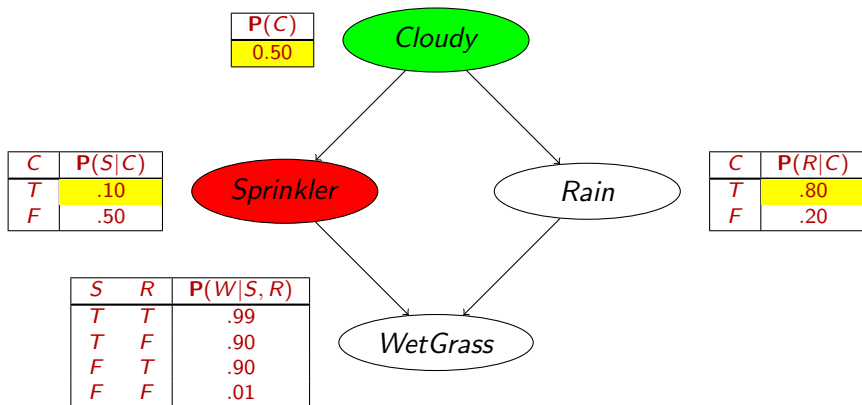 P(C)
0.50
Cloudy
C P(S|C)
T .10
F .50
Sprinkler
Rain
C P(R|C)
T .80
F .20
S R P(W|S, R)
T T .99
T F .90
F T .90
F F .01
WetGrass